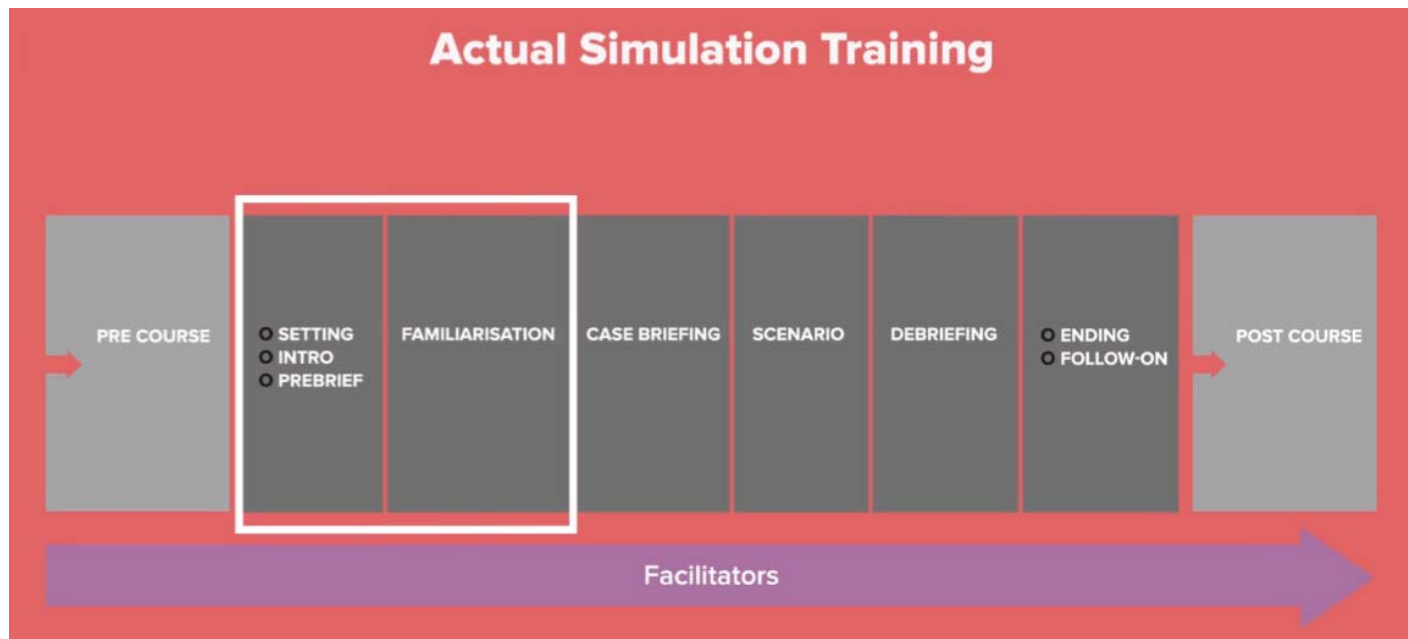 Actual Simulation Training
PRE COURSE
SETTING
INTRO
PREBRIEF
FAMILIARISATION
CASE BRIEFING
SCENARIO
DEBRIEFING
ENDING
FOLLOW-ON
POST COURSE
Facilitators